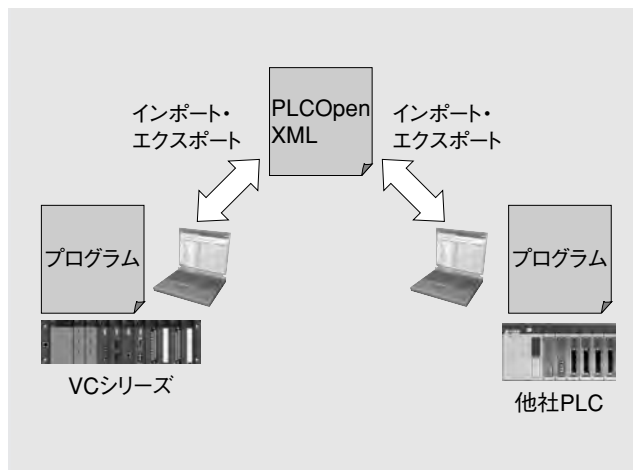 PLCOpen
XML
インポート・
エクスポート
インポート・
エクスポート
プログラム
プログラム
VCシリーズ
他社PLC